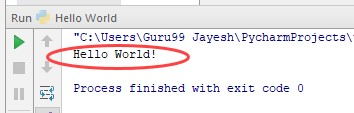 Run Hello World
"C:\Users\Guru99 Jayesh\PycharmProjects\
Hello World!
Process finished with exit code 0